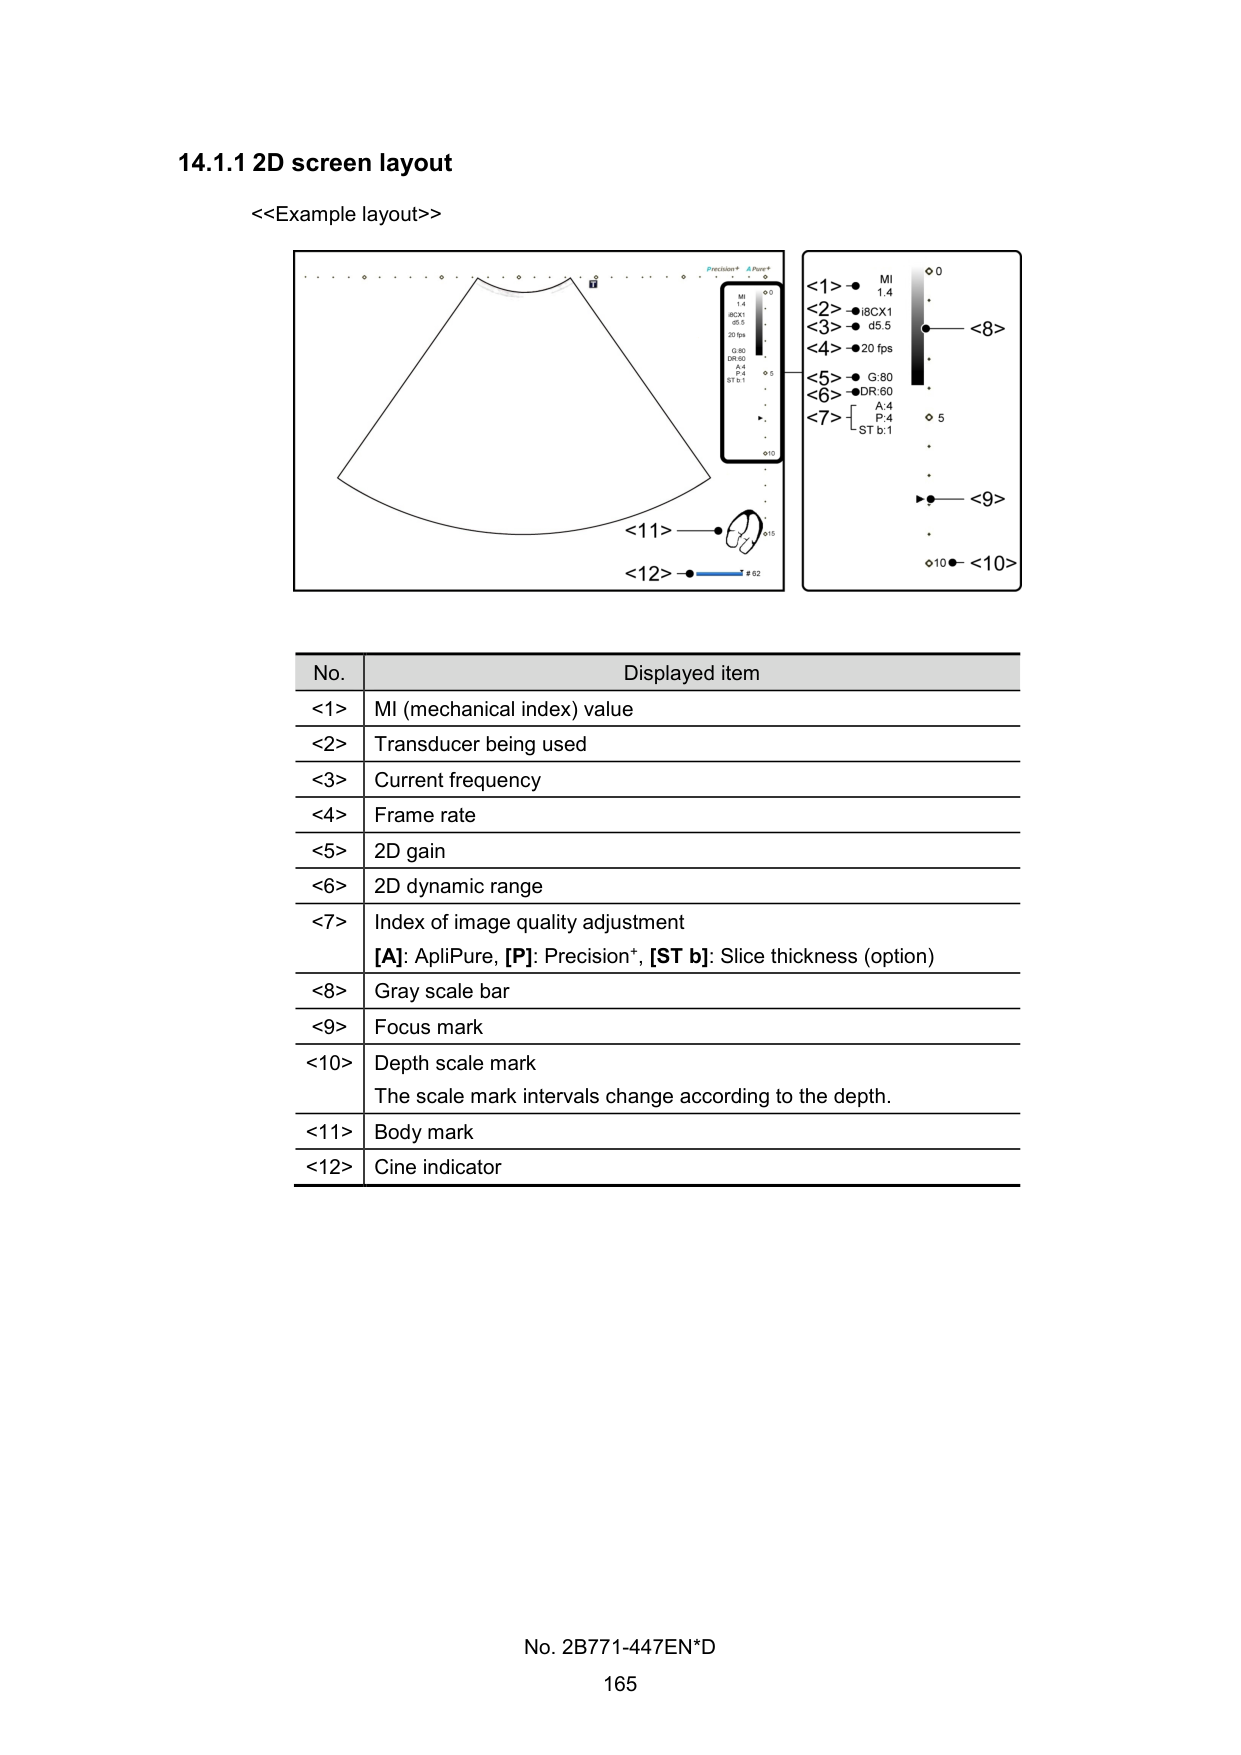 14.1.1 2D screen layout
<<Example layout>>
Precision+ APure+
T
MI
1.4
i8CX1
d5.5
20 fps
G:80
DR:60
A:4
P:4
ST b:1
0
5
10
15
<11>
<12>
# 62
<1> MI
1.4
<2> i8CX1
<3> d5.5
<4> 20 fps
<5> G:80
<6> DR:60
<7> A:4
P:4
ST b:1
0
<8>
5
<9>
10 <10>
No. Displayed item
<1> MI (mechanical index) value
<2> Transducer being used
<3> Current frequency
<4> Frame rate
<5> 2D gain
<6> 2D dynamic range
<7> Index of image quality adjustment
[A]: ApliPure, [P]: Precision⁺, [ST b]: Slice thickness (option)
<8> Gray scale bar
<9> Focus mark
<10> Depth scale mark
The scale mark intervals change according to the depth.
<11> Body mark
<12> Cine indicator
No. 2B771-447EN*D
165